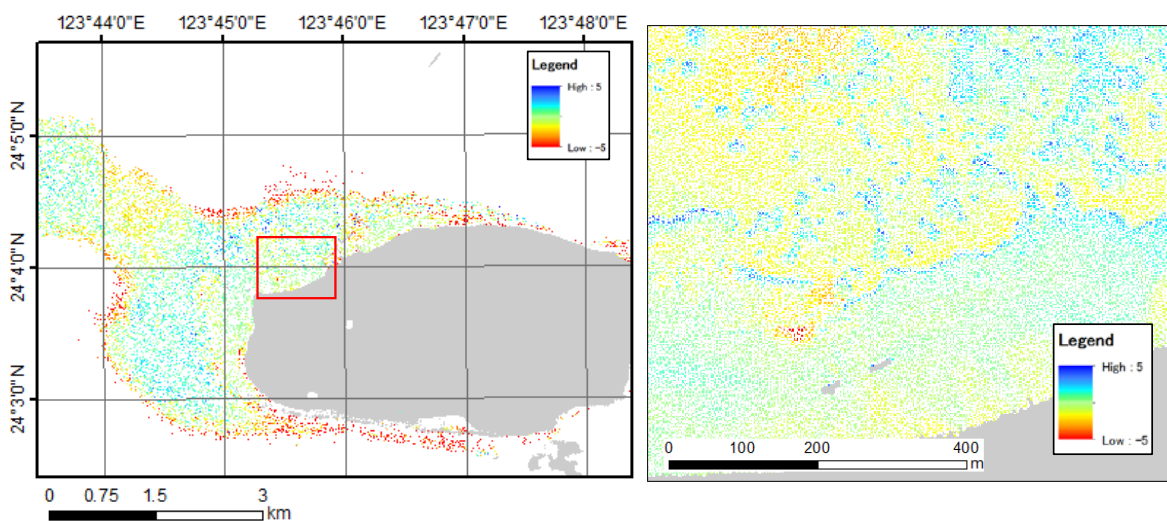 123°44'0"E 123°45'0"E 123°46'0"E 123°47'0"E 123°48'0"E
24°5'0"N
24°4'0"N
24°3'0"N
Legend
High : 5
Low : -5
0 0.75 1.5 3
km
Legend
High : 5
Low : -5
0 100 200 400
m